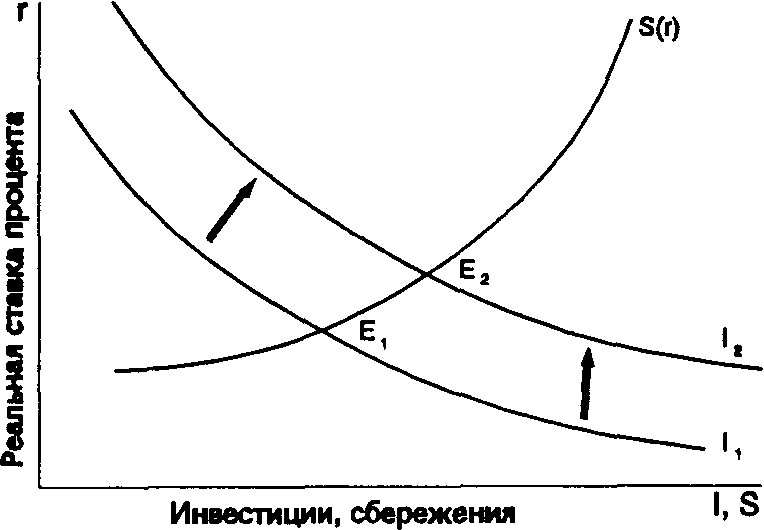 r
S(r)
Реальная ставка процента
E₂
E₁
I₂
I₁
I, S
Инвестиции, сбережения